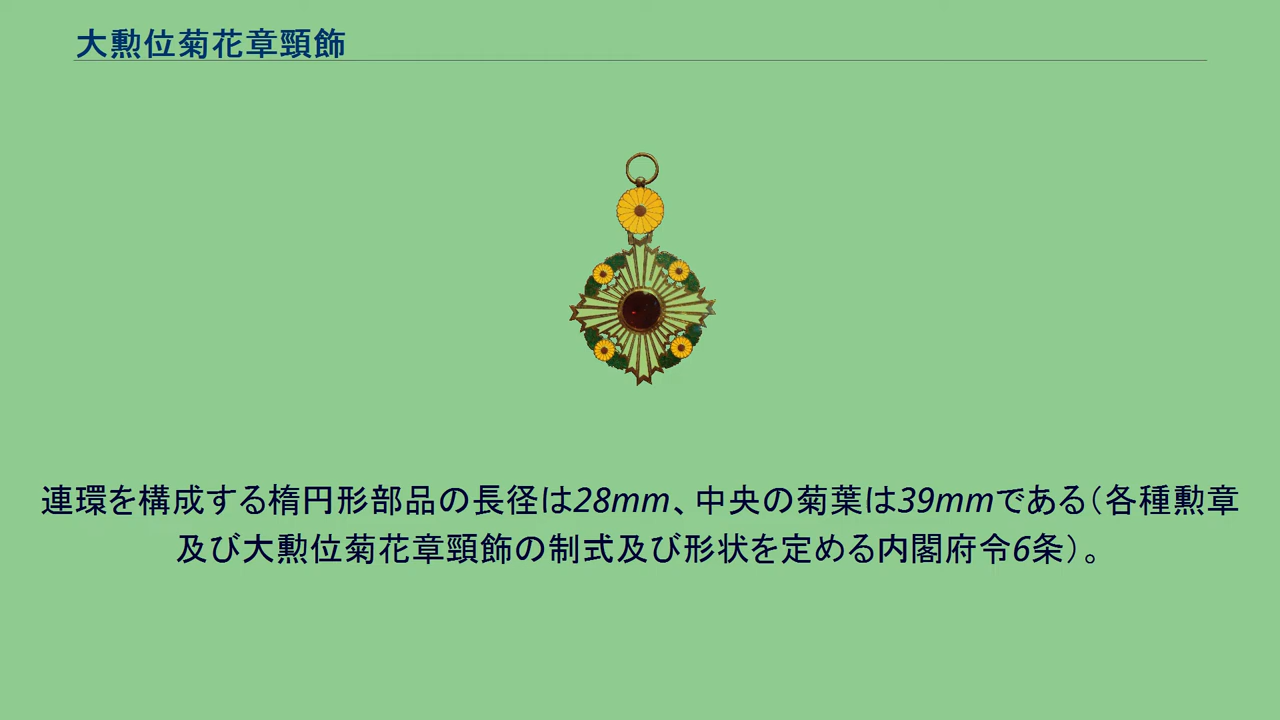 大勲位菊花章頸飾
連環を構成する楕円形部品の長径は28mm、中央の菊葉は39mmである（各種勲章
及び大勲位菊花章頸飾の制式及び形状を定める内閣府令6条）。